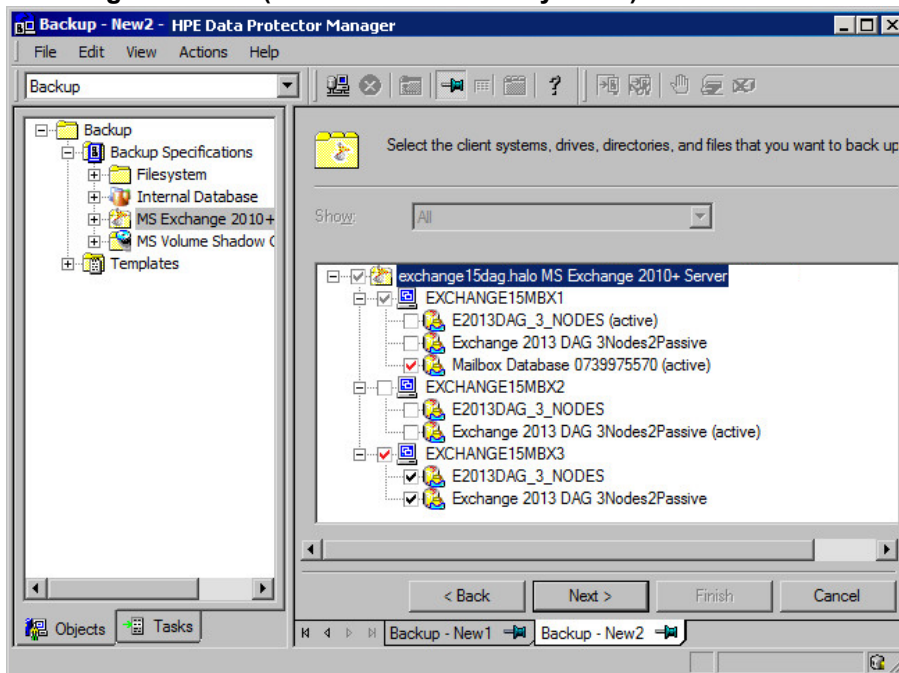 Backup - New2 - HPE Data Protector Manager
File Edit View Actions Help
Backup
Backup
Backup Specifications
Filesystem
Internal Database
MS Exchange 2010+
MS Volume Shadow C
Templates
Objects
Tasks
Select the client systems, drives, directories, and files that you want to back up
Show:
All
exchange15dag.halo MS Exchange 2010+ Server
EXCHANGE15MBX1
E2013DAG_3_NODES (active)
Exchange 2013 DAG 3Nodes2Passive
Mailbox Database 0739975570 (active)
EXCHANGE15MBX2
E2013DAG_3_NODES
Exchange 2013 DAG 3Nodes2Passive (active)
EXCHANGE15MBX3
E2013DAG_3_NODES
Exchange 2013 DAG 3Nodes2Passive
< Back
Next >
Finish
Cancel
Backup - New1
Backup - New2